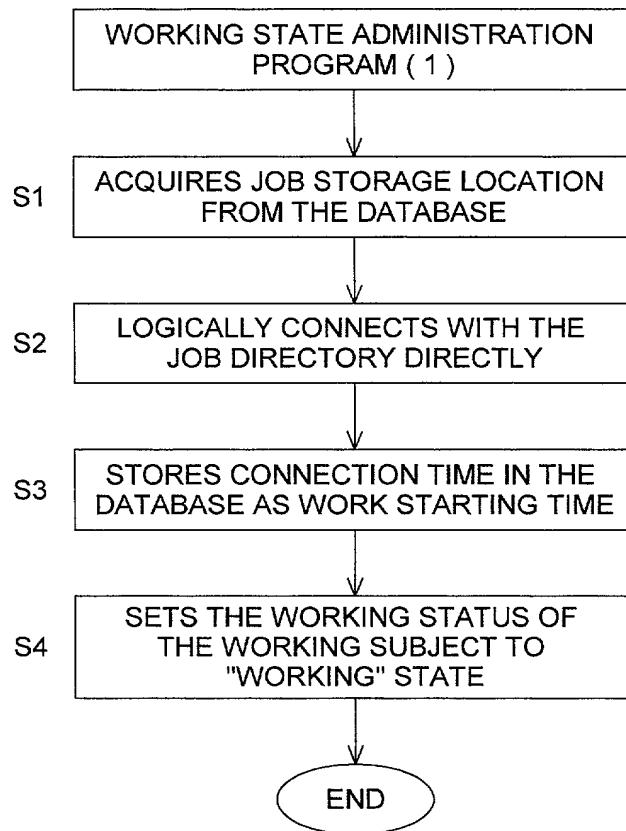 WORKING STATE ADMINISTRATION
PROGRAM ( 1 )
S1
ACQUIRES JOB STORAGE LOCATION
FROM THE DATABASE
S2
LOGICALLY CONNECTS WITH THE
JOB DIRECTORY DIRECTLY
S3
STORES CONNECTION TIME IN THE
DATABASE AS WORK STARTING TIME
S4
SETS THE WORKING STATUS OF
THE WORKING SUBJECT TO
"WORKING" STATE
END